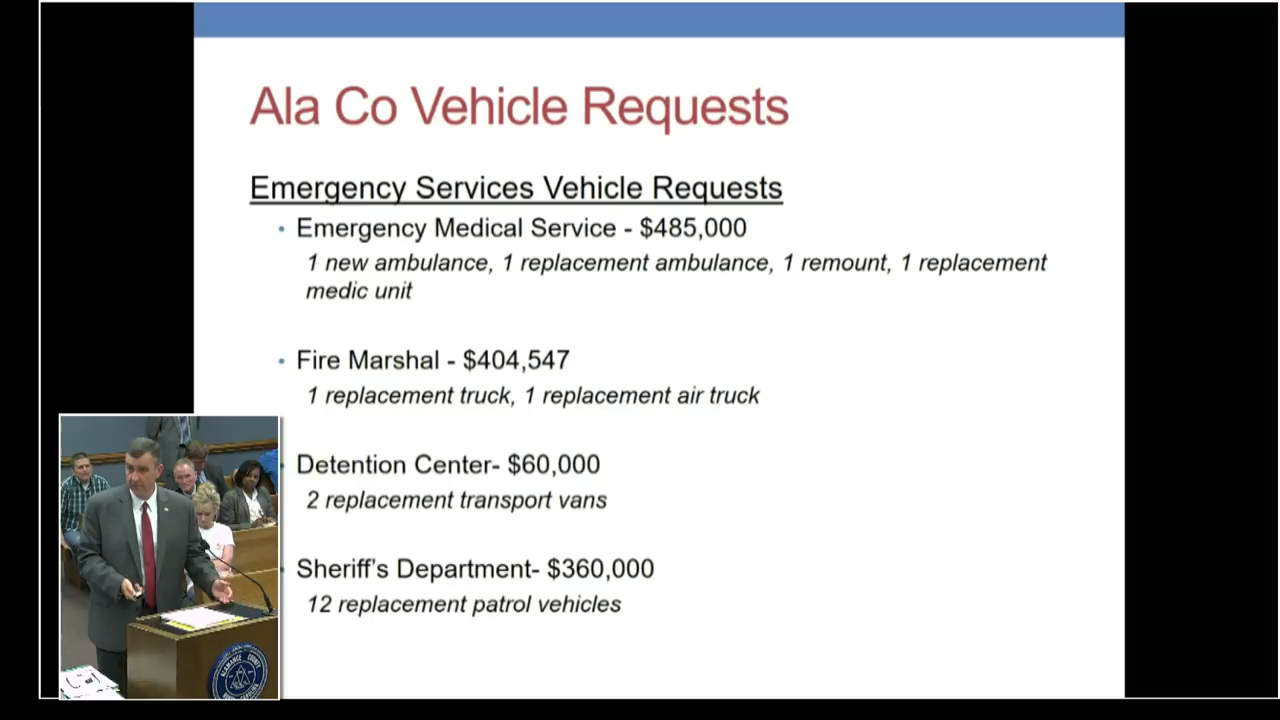 Ala Co Vehicle Requests
Emergency Services Vehicle Requests
• Emergency Medical Service - $485,000
1 new ambulance, 1 replacement ambulance, 1 remount, 1 replacement
medic unit
• Fire Marshal - $404,547
1 replacement truck, 1 replacement air truck
Detention Center- $60,000
2 replacement transport vans
Sheriff's Department- $360,000
12 replacement patrol vehicles
ALAMANCE COUNTY